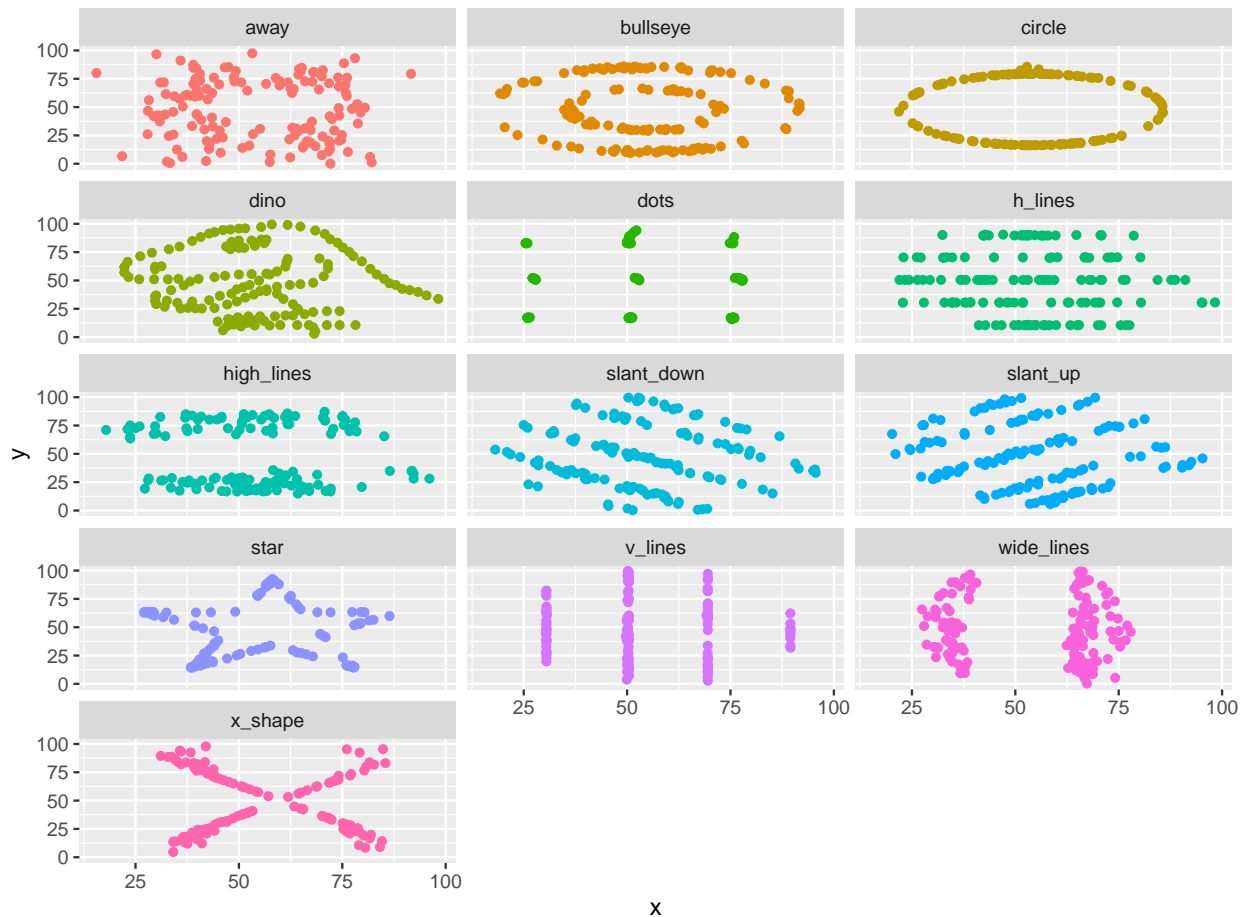 away bullseye circle
100
75
50
25
0
dino dots h_lines
100
75
50
25
0
high_lines slant_down slant_up
100
75
50
25
0
y
star v_lines wide_lines
100
75
50
25
0
25 50 75 100 25 50 75 100
x_shape
100
75
50
25
0
25 50 75 100
x